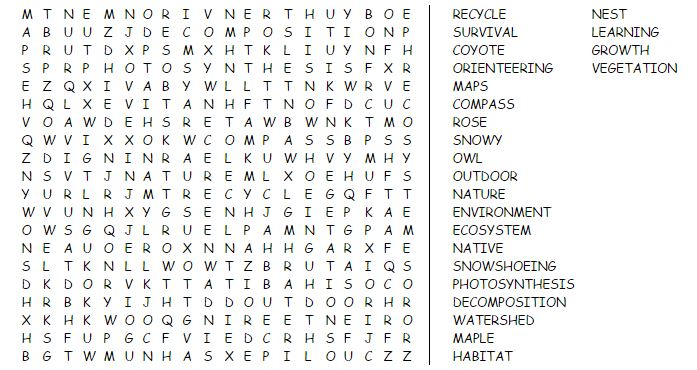 M T N E M N O R I V N E R T H U Y B O E
A B U U Z J D E C O M P O S I T I O N P
P R U T D X P S M X H T K L I U Y N F H
S P R P H O T O S Y N T H E S I S F X R
E Z Q X I V A B Y W L L T T N K W R V E
H Q L X E V I T A N H F T N O F D C U C
V O A W D E H S R E T A W B W N K T M O
Q W V I X X O K W C O M P A S S B P S S
Z D I G N I N R A E L K U W H V Y M H Y
N S V T J N A T U R E M L X O E H U F S
Y U R L R J M T R E C Y C L E G Q F T T
W V U N H X Y G S E N H J G I E P K A E
O W S G Q J L R U E L P A M N T G P A M
N E A U O E R O X N N A H H G A R X F E
S L T K N L L W O W T Z B R U T A I Q S
D K D O R V K T T A T I B A H I S O C O
H R B K Y I J H T D D O U T D O O R H R
X K H K W O O Q G N I R E E T N E I R O
H S F U P G C F V I E D C R H S F J F R
B G T W M U N H A S X E P I L O U C Z Z
RECYCLE
SURVIVAL
COYOTE
ORIENTEERING
MAPS
COMPASS
ROSE
SNOWY
OWL
OUTDOOR
NATURE
ENVIRONMENT
ECOSYSTEM
NATIVE
SNOWSHOEING
PHOTOSYNTHESIS
DECOMPOSITION
WATERSHED
MAPLE
HABITAT
NEST
LEARNING
GROWTH
VEGETATION